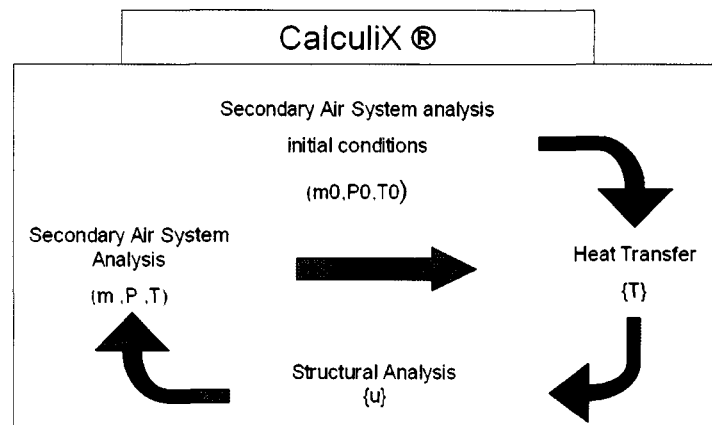 CalculiX ®
Secondary Air System analysis
initial conditions
(m0,P0,T0)
Secondary Air System
Analysis
(m ,P ,T)
Heat Transfer
{T}
Structural Analysis
{u}